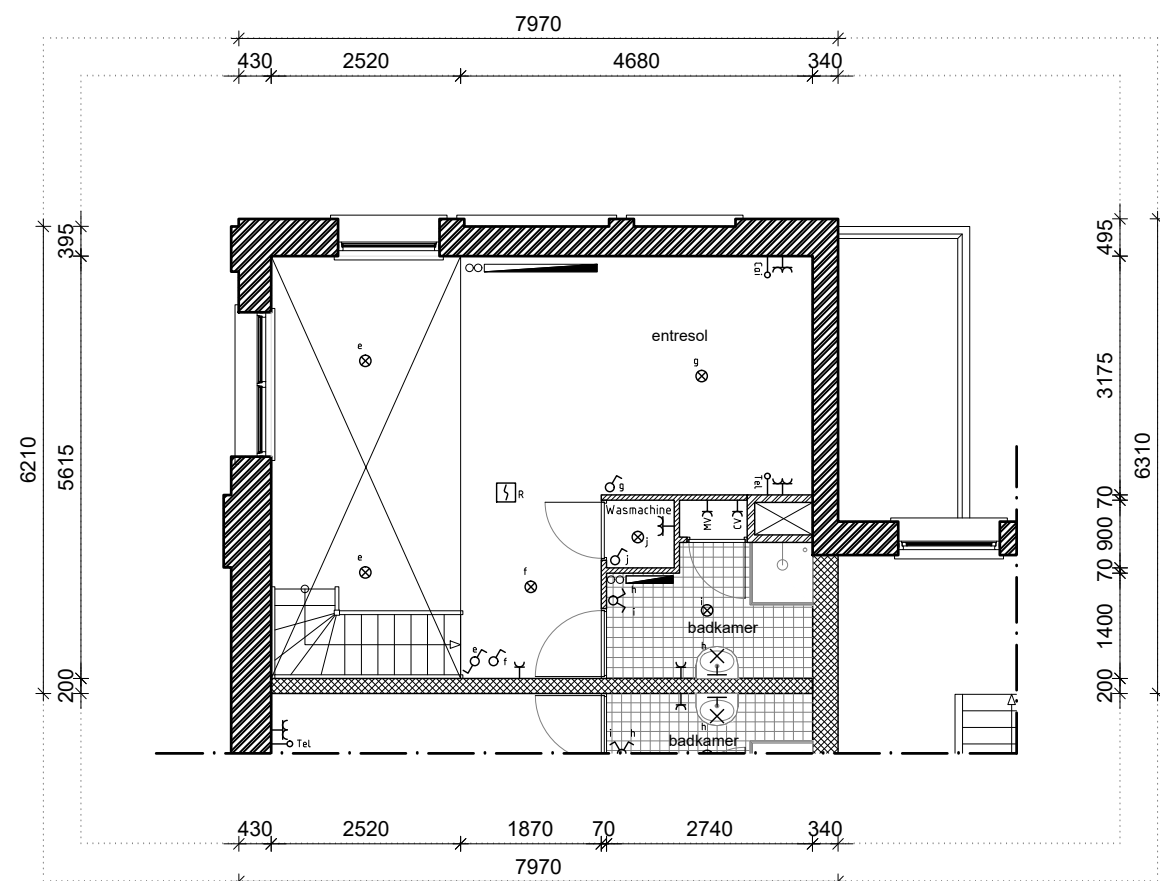 7970
430 2520 4680 340
395
495
Cai
e
entresol
g
3175
6210
5615
6310
Tel
g
R
70
Wasmachine
MV
CV
900
j
j
70
e
f
h
i
i
badkamer
1400
h
e
f
200
200
h
i h
badkamer
Tel
430 2520 1870 70 2740 340
7970